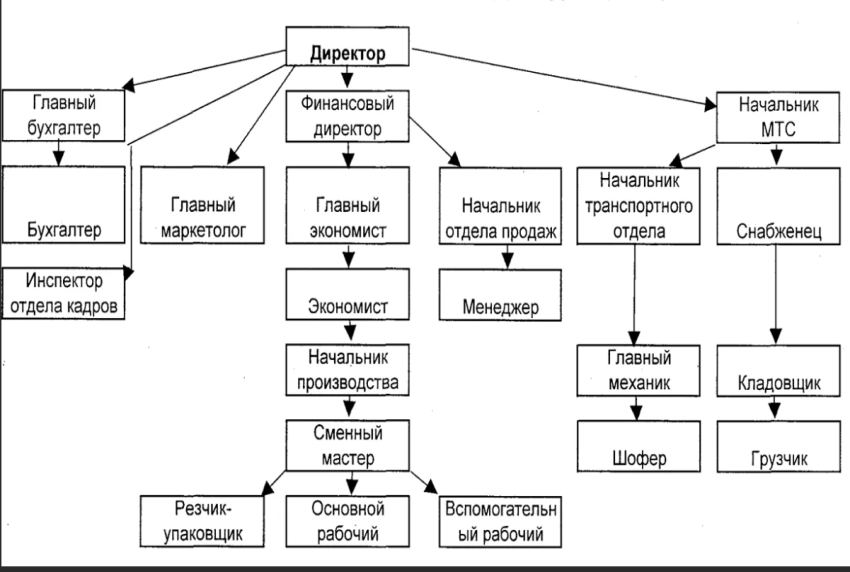 Директор
Главный
бухгалтер
Финансовый
директор
Начальник
МТС
Бухгалтер
Главный
маркетолог
Главный
экономист
Начальник
отдела продаж
Начальник
транспортного
отдела
Снабженец
Инспектор
отдела кадров
Экономист
Менеджер
Начальник
производства
Главный
механик
Кладовщик
Сменный
мастер
Шофер
Грузчик
Резчик-
упаковщик
Основной
рабочий
Вспомогательн
ый рабочий